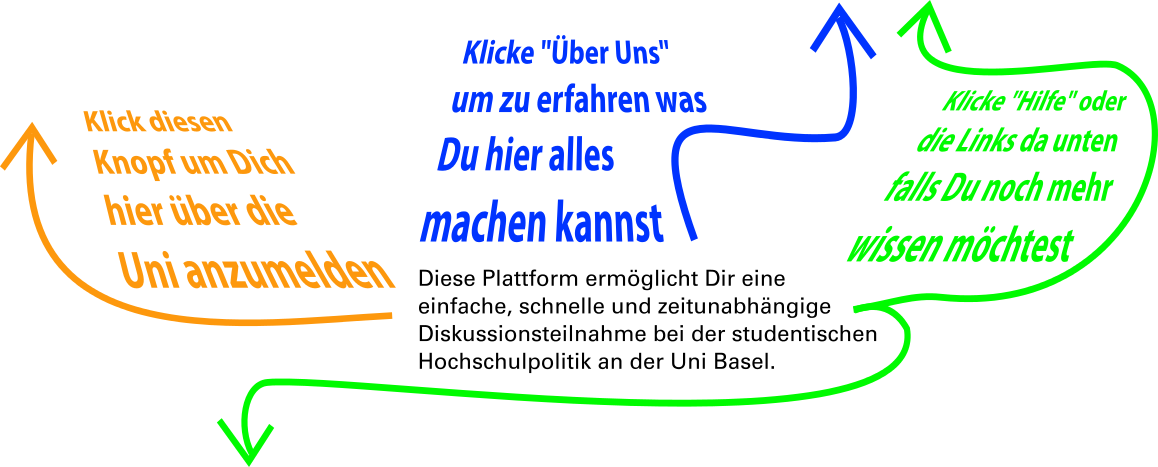 Klick diesen
Knopf um Dich
hier über die
Uni anzumelden
Klicke "Über Uns"
um zu erfahren was
Du hier alles
machen kannst
Klicke "Hilfe" oder
die Links da unten
falls Du noch mehr
wissen möchtest
Diese Plattform ermöglicht Dir eine
einfache, schnelle und zeitunabhängige
Diskussionsteilnahme bei der studentischen
Hochschulpolitik an der Uni Basel.